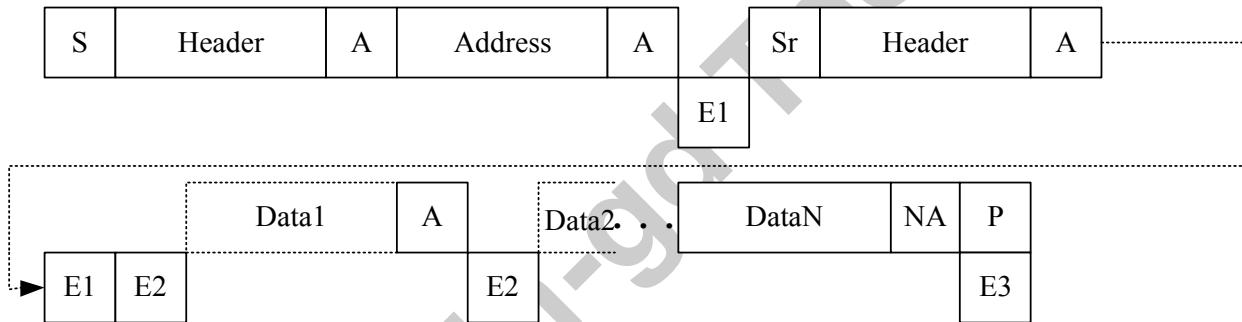 S Header A Address A Sr Header A
E1
Data1 A Data2. . . DataN NA P
E1 E2 E2 E3